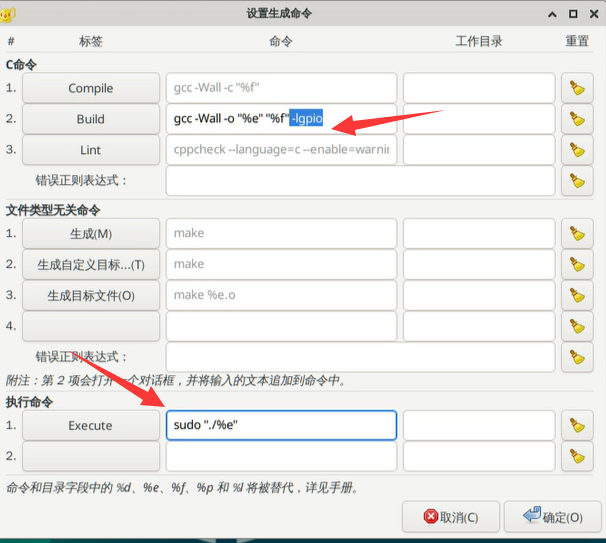 设置生成命令
# 标签 命令 工作目录 重置
C命令
1. Compile gcc -Wall -c "%f"
2. Build gcc -Wall -o "%e" "%f" -lgpio
3. Lint cppcheck --language=c --enable=warnin
错误正则表达式：
文件类型无关命令
1. 生成(M) make
2. 生成自定义目标...(T) make
3. 生成目标文件(O) make %e.o
4.
错误正则表达式：
附注：第 2 项会打开一个对话框，并将输入的文本追加到命令中。
执行命令
1. Execute sudo "./%e"
2.
命令和目录字段中的 %d、%e、%f、%p 和 %l 将被替代，详见手册。
取消(C) 确定(O)